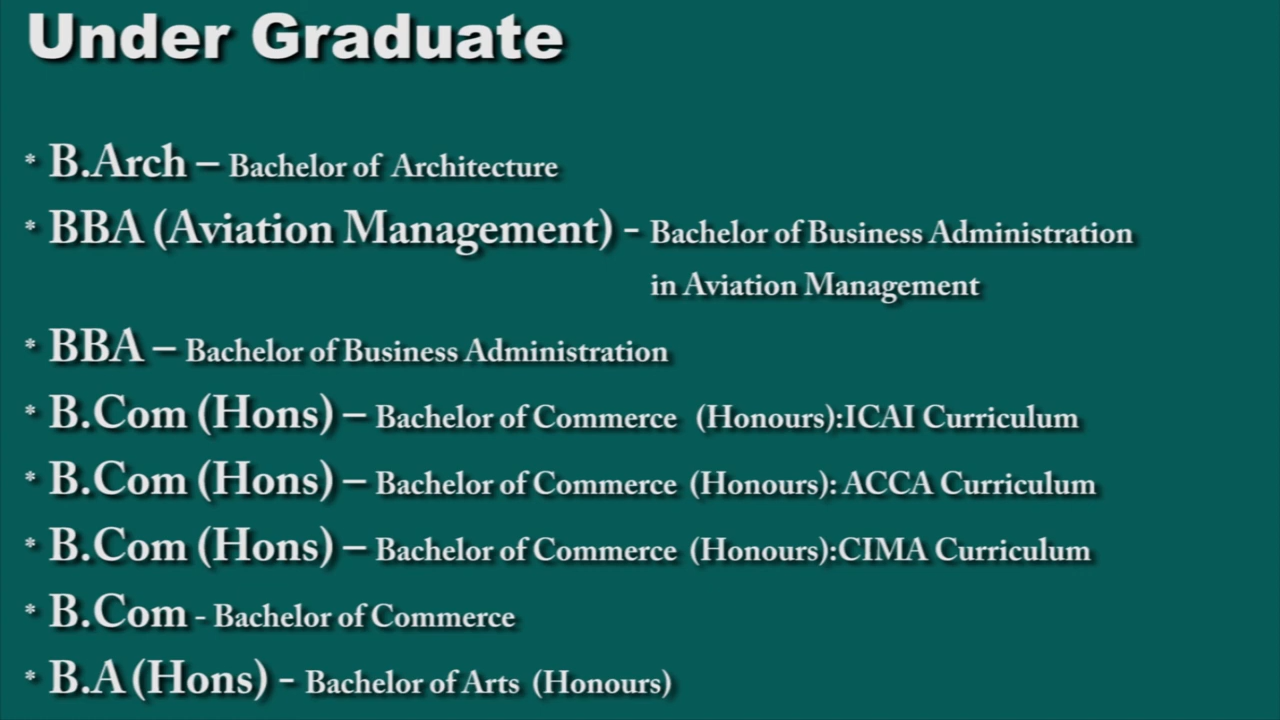 Under Graduate
* B.Arch – Bachelor of Architecture
* BBA (Aviation Management) - Bachelor of Business Administration
in Aviation Management
* BBA – Bachelor of Business Administration
* B.Com (Hons) – Bachelor of Commerce (Honours):ICAI Curriculum
* B.Com (Hons) – Bachelor of Commerce (Honours): ACCA Curriculum
* B.Com (Hons) – Bachelor of Commerce (Honours):CIMA Curriculum
* B.Com - Bachelor of Commerce
* B.A (Hons) - Bachelor of Arts (Honours)